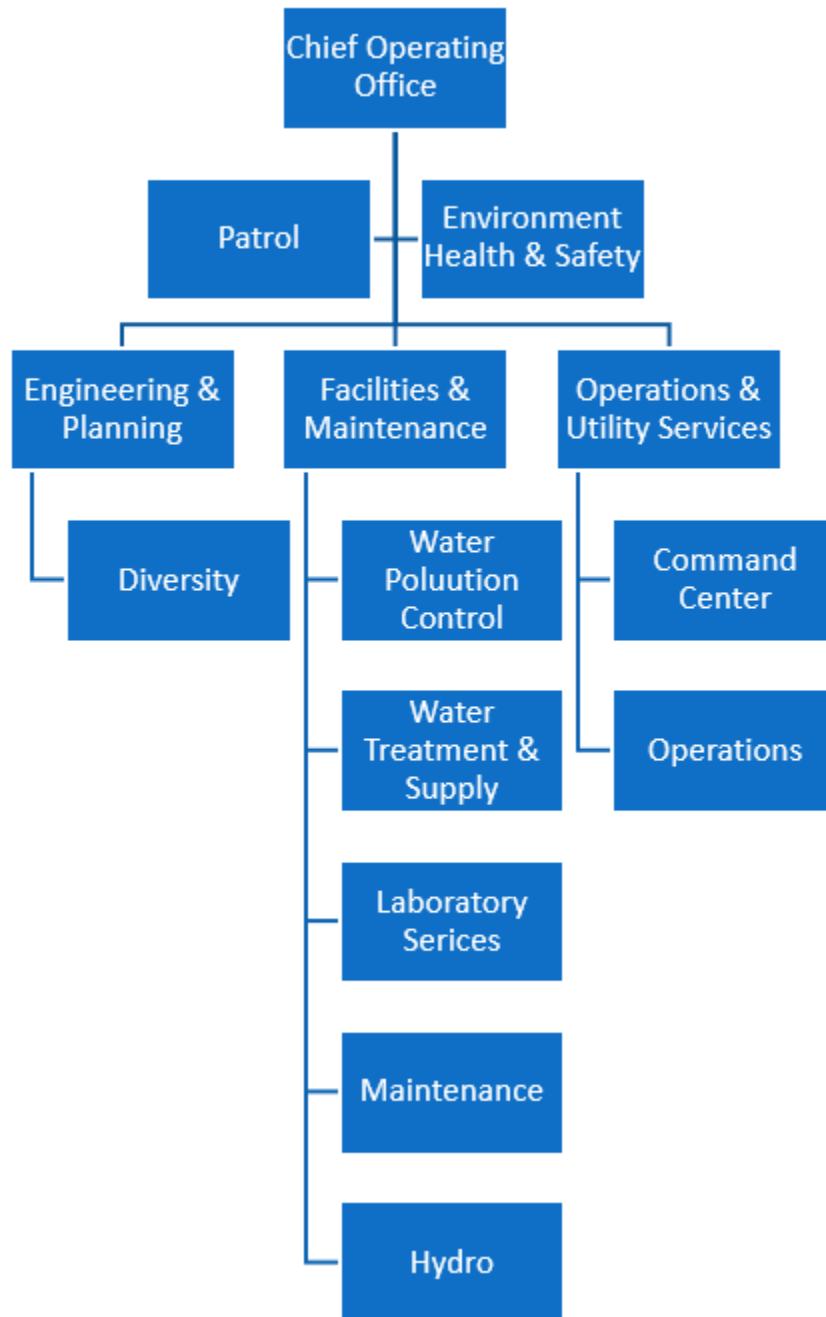 Chief Operating
Office
Patrol
Environment
Health & Safety
Engineering &
Planning
Facilities &
Maintenance
Operations &
Utility Services
Diversity
Water
Poluution
Control
Command
Center
Water
Treatment &
Supply
Operations
Laboratory
Serices
Maintenance
Hydro